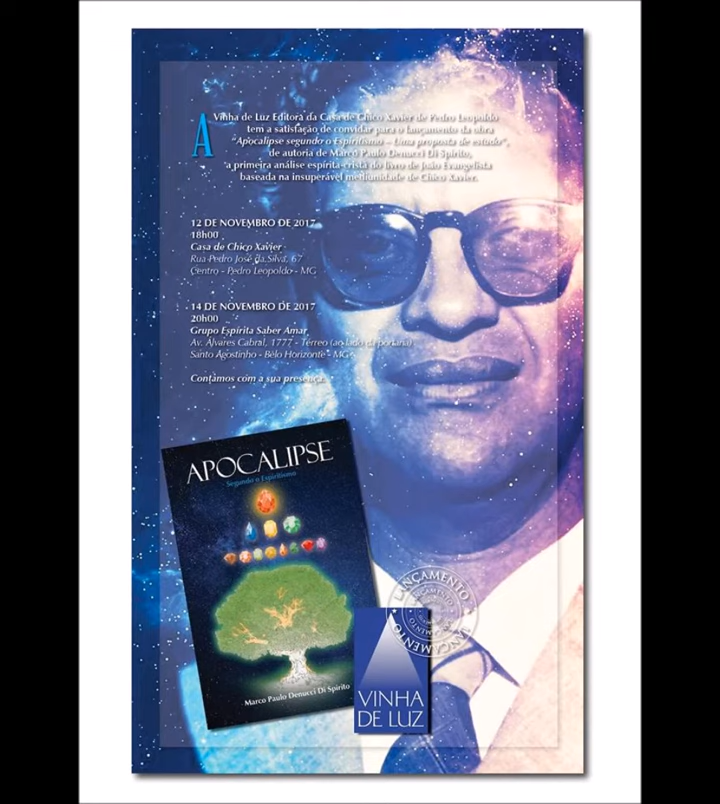 A Vinha de Luz Editora da Casa de Chico Xavier de Pedro Leopoldo
tem a satisfação de convidar para o lançamento da obra
"Apocalipse segundo o Espiritismo – Uma proposta de estudo",
de autoria de Marco Paulo Denucci Di Spirito,
a primeira análise espírita-cristã do livro de João Evangelista
baseada na insuperável mediunidade de Chico Xavier.
12 DE NOVEMBRO DE 2017
18h00
Casa de Chico Xavier
Rua Pedro José da Silva, 67
Centro - Pedro Leopoldo - MG
14 DE NOVEMBRO DE 2017
20h00
Grupo Espírita Saber Amar
Av. Álvares Cabral, 1777 - Térreo (ao lado da portaria)
Santo Agostinho - Belo Horizonte - MG
Contamos com a sua presença.
APOCALIPSE
Segundo o Espiritismo
Marco Paulo Denucci Di Spirito
LANÇAMENTO
LANÇAMENTO
LANÇAMENTO
LANÇAMENTO
VINHA
DE LUZ